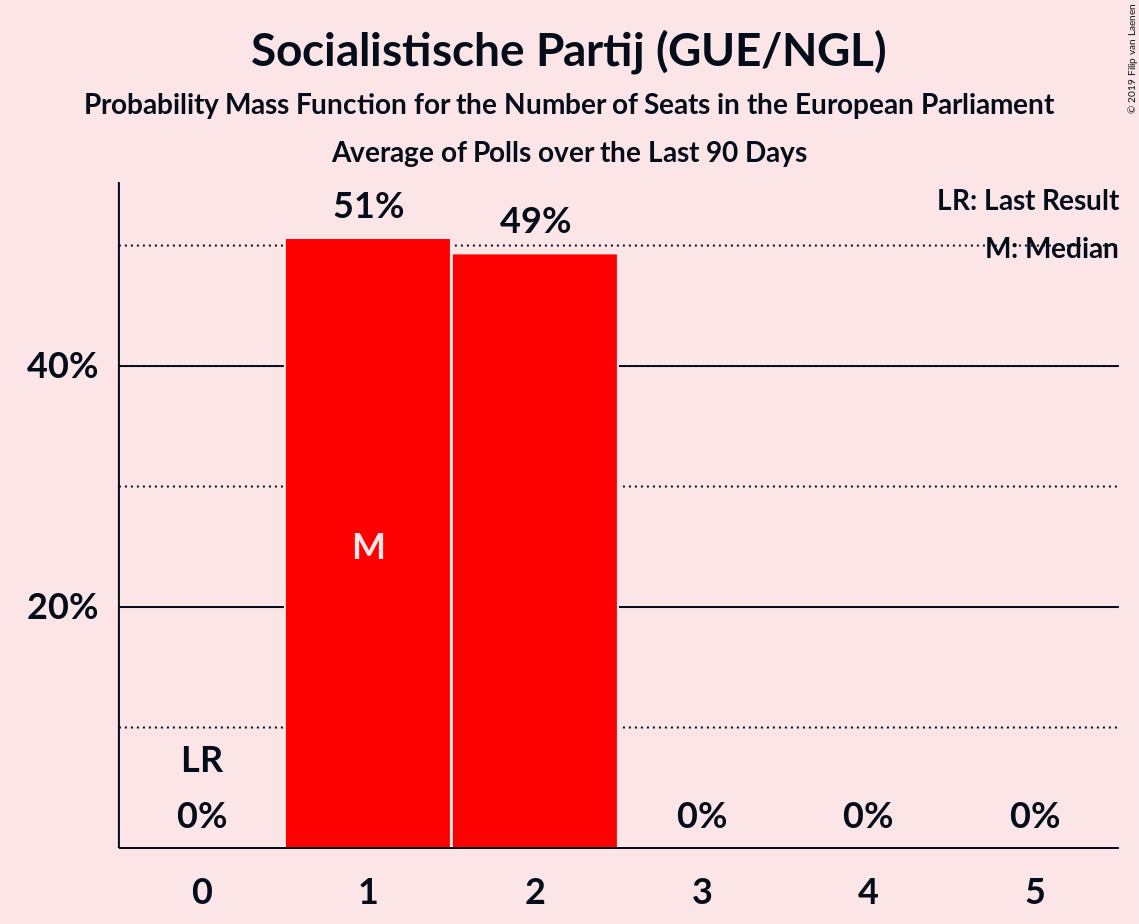 Socialistische Partij (GUE/NGL)
Probability Mass Function for the Number of Seats in the European Parliament
Average of Polls over the Last 90 Days
© 2019 Filip van Laenen
LR: Last Result
M: Median
51%
49%
40%
20%
M
LR
0%
0%
0%
0%
0
1
2
3
4
5